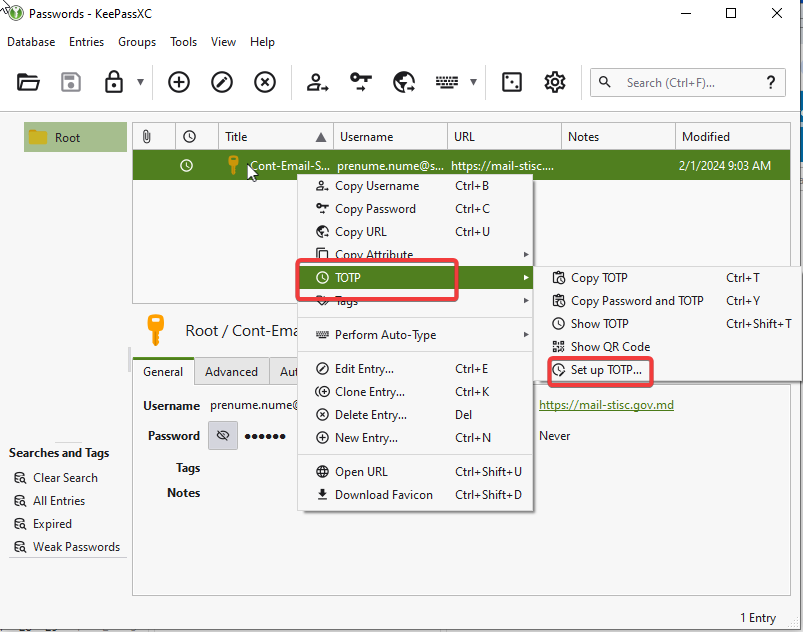 Passwords - KeePassXC
Database Entries Groups Tools View Help
Search (Ctrl+F)... ?
Root
Title Username URL Notes Modified
Cont-Email-S... prenume.nume@s... https://mail-stisc.... 2/1/2024 9:03 AM
Copy Username Ctrl+B
Copy Password Ctrl+C
Copy URL Ctrl+U
Copy Attribute
TOTP
Tags
Perform Auto-Type
Edit Entry... Ctrl+E
Clone Entry... Ctrl+K
Delete Entry... Del
New Entry... Ctrl+N
Open URL Ctrl+Shift+U
Download Favicon Ctrl+Shift+D
Copy TOTP Ctrl+T
Copy Password and TOTP Ctrl+Y
Show TOTP Ctrl+Shift+T
Show QR Code
Set up TOTP...
Root / Cont-Ema
General Advanced Aut
Username prenume.nume@ https://mail-stisc.gov.md
Password ●●●●●● Never
Tags
Notes
Searches and Tags
Clear Search
All Entries
Expired
Weak Passwords
1 Entry